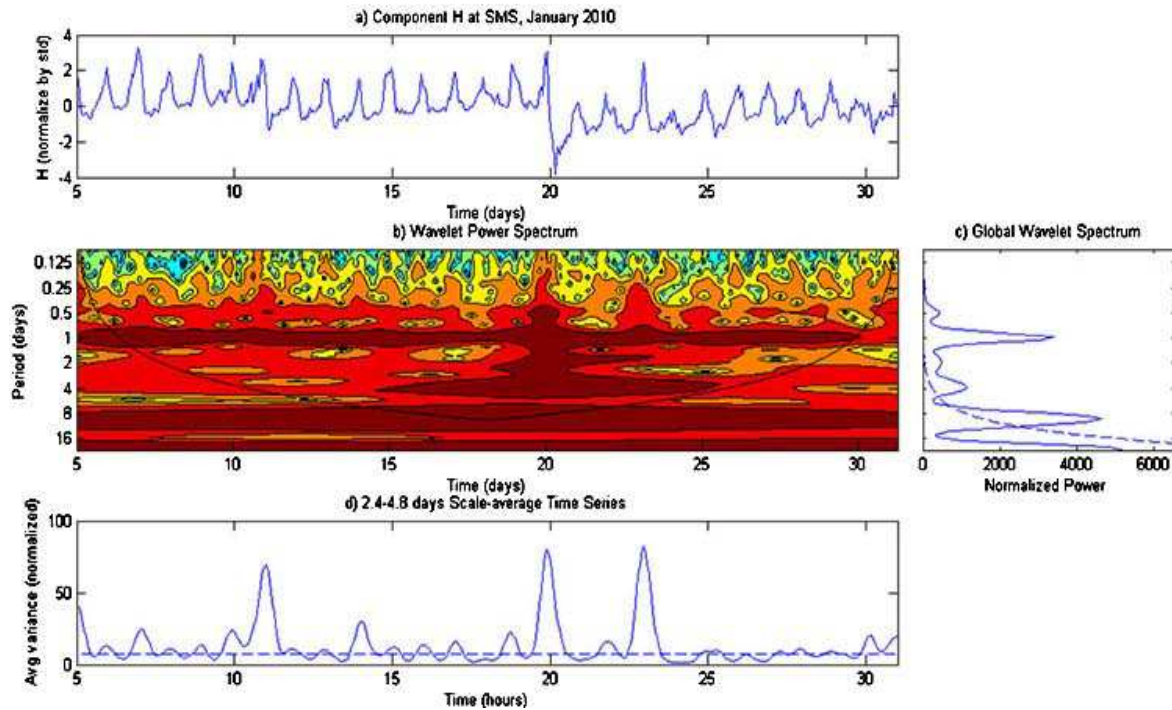 a) Component H at SMS, January 2010
H (normalize by std)
4
2
0
-2
-4
5 10 15 20 25 30
Time (days)
b) Wavelet Power Spectrum
c) Global Wavelet Spectrum
Period (days)
0.125
0.25
0.5
1
2
4
8
16
5 10 15 20 25 30
0 2000 4000 6000
Time (days)
Normalized Power
d) 2.4-4.8 days Scale-average Time Series
Avg variance (normalized)
100
50
0
5 10 15 20 25 30
Time (hours)